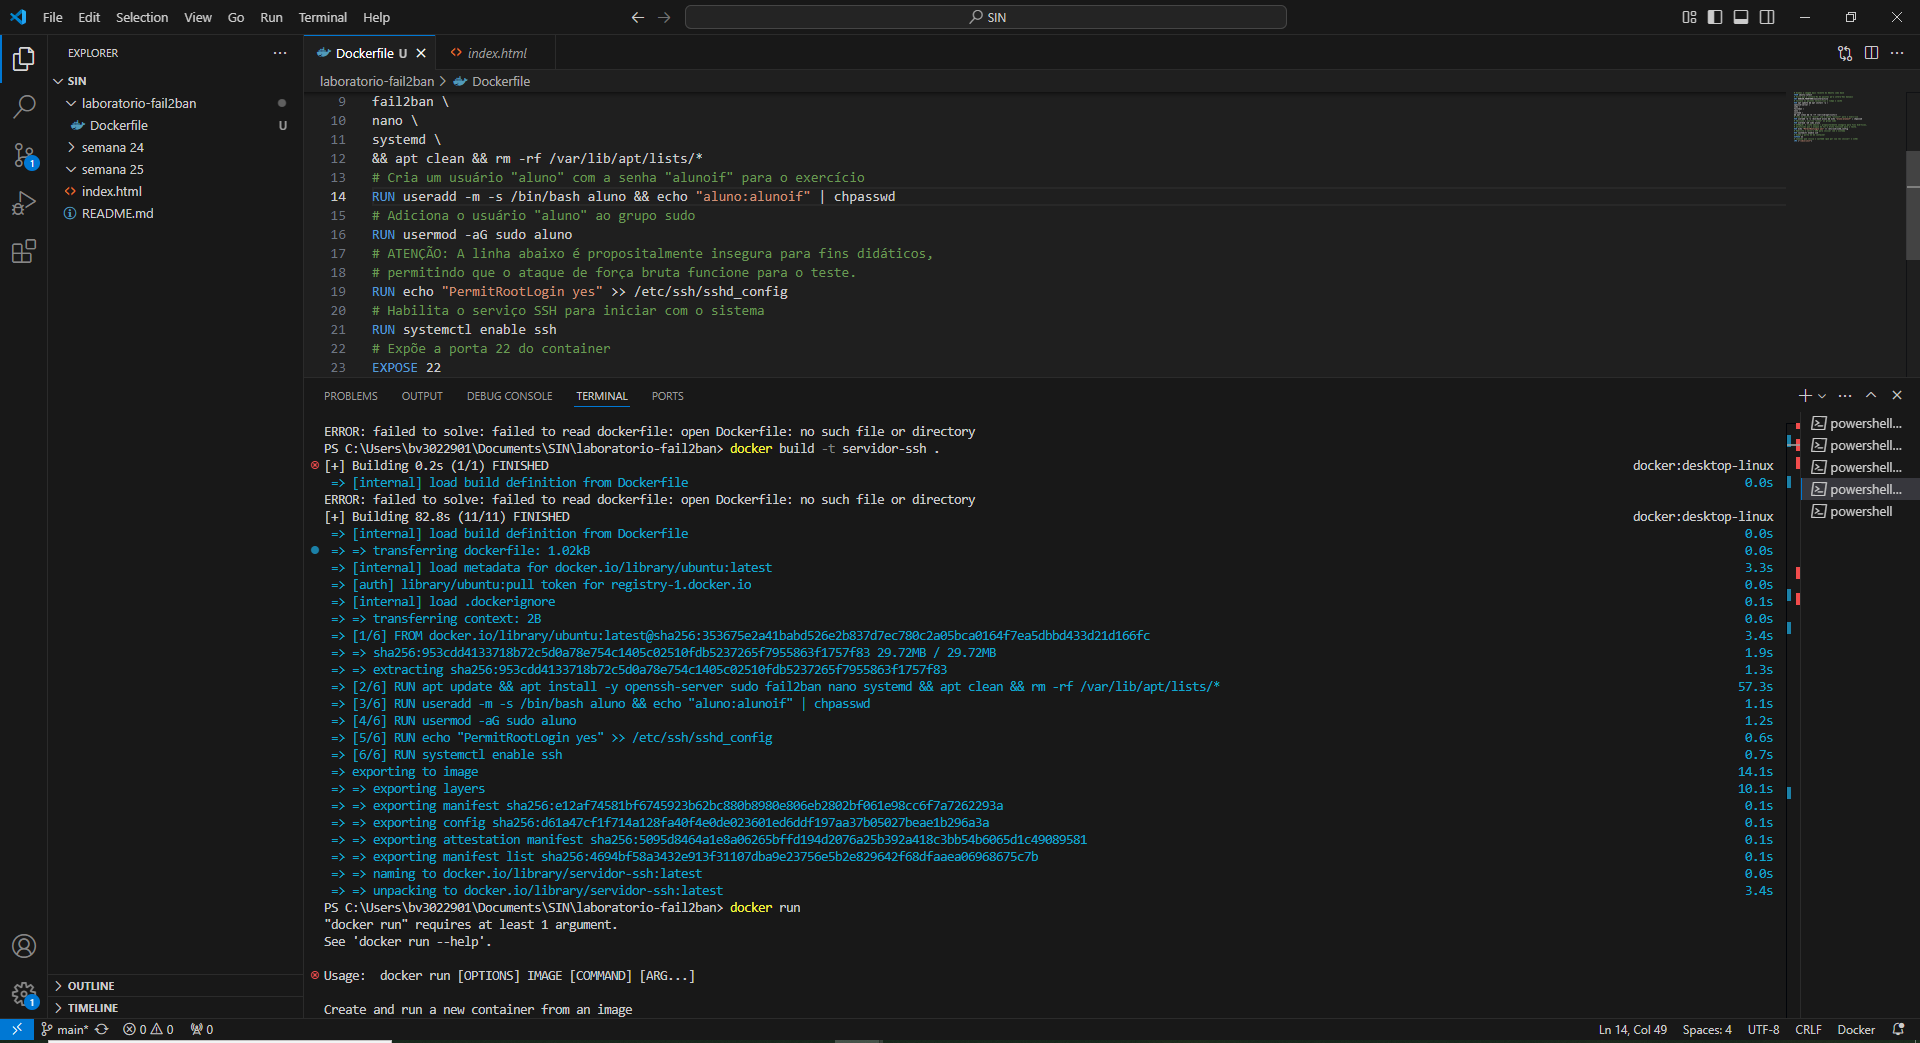 File Edit Selection View Go Run Terminal Help
SIN
EXPLORER
SIN
laboratorio-fail2ban
Dockerfile U
semana 24
semana 25
index.html
README.md
OUTLINE
TIMELINE
Dockerfile U
index.html
laboratorio-fail2ban > Dockerfile
9 fail2ban \
10 nano \
11 systemd \
12 && apt clean && rm -rf /var/lib/apt/lists/*
13 # Cria um usuário "aluno" com a senha "alunoif" para o exercício
14 RUN useradd -m -s /bin/bash aluno && echo "aluno:alunoif" | chpasswd
15 # Adiciona o usuário "aluno" ao grupo sudo
16 RUN usermod -aG sudo aluno
17 # ATENÇÃO: A linha abaixo é propositalmente insegura para fins didáticos,
18 # permitindo que o ataque de força bruta funcione para o teste.
19 RUN echo "PermitRootLogin yes" >> /etc/ssh/sshd_config
20 # Habilita o serviço SSH para iniciar com o sistema
21 RUN systemctl enable ssh
22 # Expõe a porta 22 do container
23 EXPOSE 22
PROBLEMS OUTPUT DEBUG CONSOLE TERMINAL PORTS
ERROR: failed to solve: failed to read dockerfile: open Dockerfile: no such file or directory
PS C:\Users\bv3022901\Documents\SIN\laboratorio-fail2ban> docker build -t servidor-ssh .
[+] Building 0.2s (1/1) FINISHED docker:desktop-linux
=> [internal] load build definition from Dockerfile 0.0s
ERROR: failed to solve: failed to read dockerfile: open Dockerfile: no such file or directory
[+] Building 82.8s (11/11) FINISHED docker:desktop-linux
=> [internal] load build definition from Dockerfile 0.0s
=> => transferring dockerfile: 1.02kB 0.0s
=> [internal] load metadata for docker.io/library/ubuntu:latest 3.3s
=> [auth] library/ubuntu:pull token for registry-1.docker.io 0.0s
=> [internal] load .dockerignore 0.1s
=> => transferring context: 2B 0.0s
=> [1/6] FROM docker.io/library/ubuntu:latest@sha256:353675e2a41babd526e2b837d7ec780c2a05bca0164f7ea5dbbd433d21d166fc 3.4s
=> => sha256:953cdd4133718b72c5d0a78e754c1405c02510fdb5237265f7955863f1757f83 29.72MB / 29.72MB 1.9s
=> => extracting sha256:953cdd4133718b72c5d0a78e754c1405c02510fdb5237265f7955863f1757f83 1.3s
=> [2/6] RUN apt update && apt install -y openssh-server sudo fail2ban nano systemd && apt clean && rm -rf /var/lib/apt/lists/* 57.3s
=> [3/6] RUN useradd -m -s /bin/bash aluno && echo "aluno:alunoif" | chpasswd 1.1s
=> [4/6] RUN usermod -aG sudo aluno 1.2s
=> [5/6] RUN echo "PermitRootLogin yes" >> /etc/ssh/sshd_config 0.6s
=> [6/6] RUN systemctl enable ssh 0.7s
=> exporting to image 14.1s
=> => exporting layers 10.1s
=> => exporting manifest sha256:e12af74581bf6745923b62bc880b8980e806eb2802bf061e98cc6f7a7262293a 0.1s
=> => exporting config sha256:d61a47cf1f714a128fa40f4e0de023601ed6ddf197aa37b05027beae1b296a3a 0.1s
=> => exporting attestation manifest sha256:5095d8464a1e8a06265bffd194d2076a25b392a418c3bb54b6065d1c49089581 0.1s
=> => exporting manifest list sha256:4694bf58a3432e913f31107dba9e23756e5b2e829642f68dfaaea06968675c7b 0.1s
=> => naming to docker.io/library/servidor-ssh:latest 0.0s
=> => unpacking to docker.io/library/servidor-ssh:latest 3.4s
PS C:\Users\bv3022901\Documents\SIN\laboratorio-fail2ban> docker run
"docker run" requires at least 1 argument.
See 'docker run --help'.
Usage:  docker run [OPTIONS] IMAGE [COMMAND] [ARG...]
Create and run a new container from an image
powershell...
powershell...
powershell...
powershell...
powershell
main* 0 0 0 Ln 14, Col 49 Spaces: 4 UTF-8 CRLF Docker